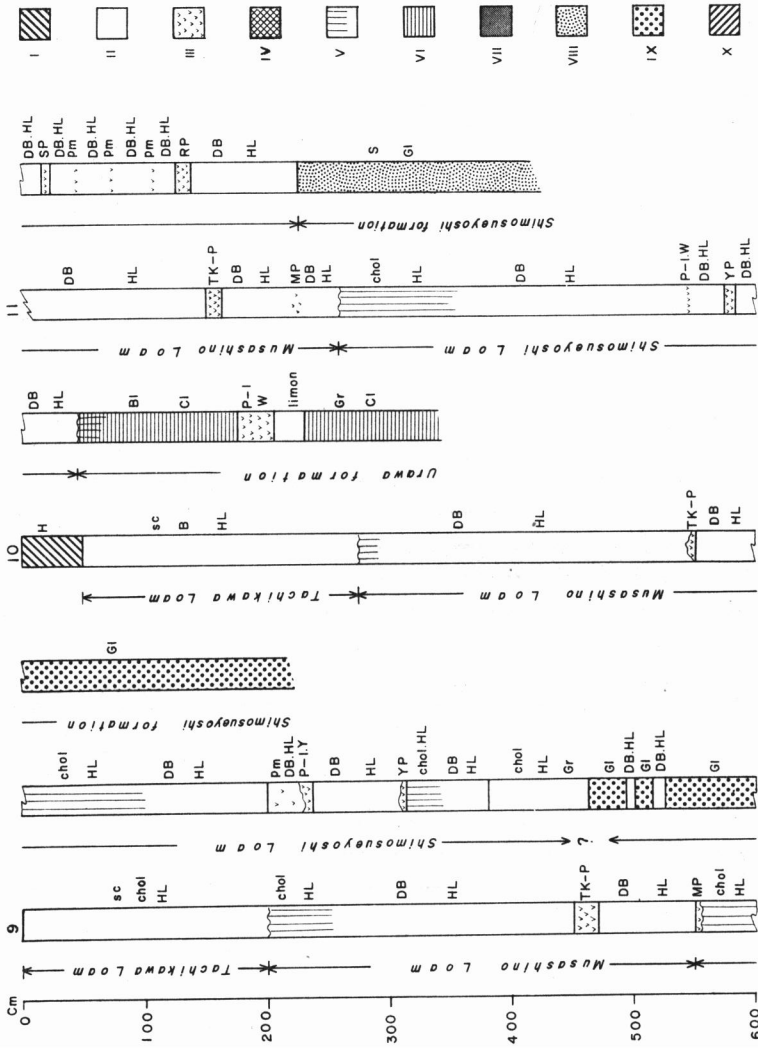 I
II
III
IV
V
VI
VII
VIII
IX
X
DB.HL
SP
DB.HL
Pm
DB.HL
Pm
DB.HL
Pm
DB.HL
RP
DB
HL
S
Gl
Shimosueyoshi formation
11
DB
HL
TK-P
DB
HL
MP
DB
HL
chol
HL
DB
HL
P-I.W
DB.HL
YP
DB.HL
Musashino Loam
Shimosueyoshi Loam
DB
HL
Bl
Cl
P-I
W
limon
Gr
Cl
Urawa formation
10
H
sc
B
HL
DB
HL
TK-P
DB
HL
Tachikawa Loam
Musashino Loam
Gl
Shimosueyoshi formation
chol
HL
DB
HL
Pm
DB.HL
P-I.Y
DB
HL
YP
chol.HL
DB
HL
chol
HL
Gr
Gl
DB.HL
Gl
DB.HL
Gl
Shimosueyoshi Loam
?
9
sc
chol
HL
chol
HL
DB
HL
TK-P
DB
HL
MP
chol
HL
Tachikawa Loam
Musashino Loam
Cm
0
100
200
300
400
500
600